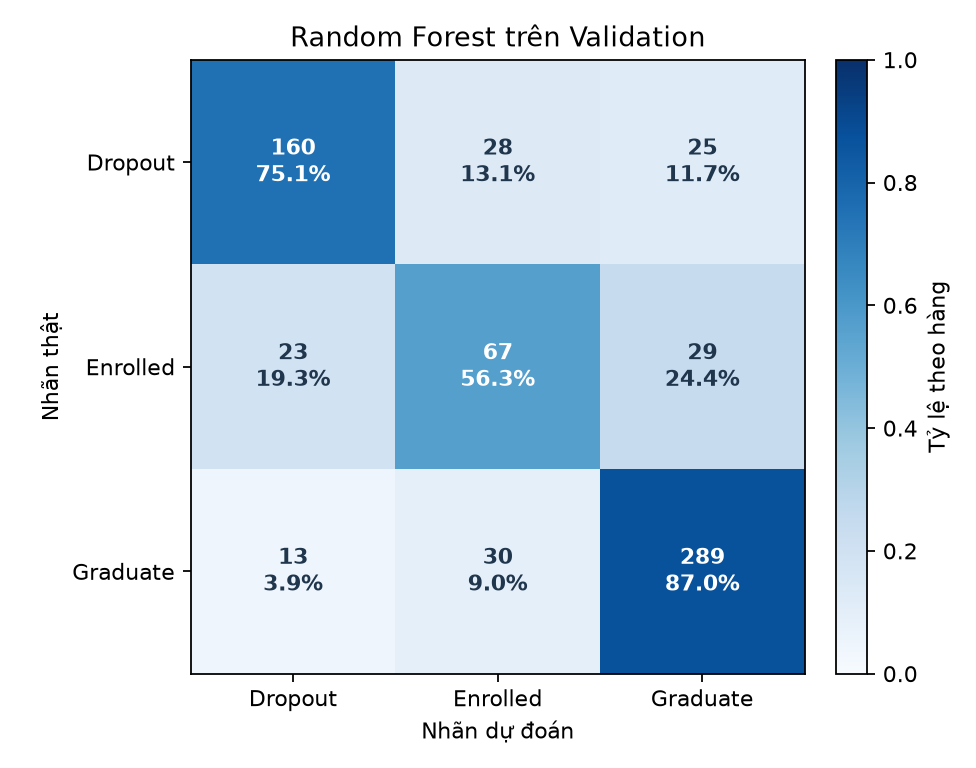 Random Forest trên Validation
Nhãn thật
Dropout
160
75.1%
28
13.1%
25
11.7%
Enrolled
23
19.3%
67
56.3%
29
24.4%
Graduate
13
3.9%
30
9.0%
289
87.0%
Dropout
Enrolled
Graduate
Nhãn dự đoán
1.0
0.8
0.6
0.4
0.2
0.0
Tỷ lệ theo hàng